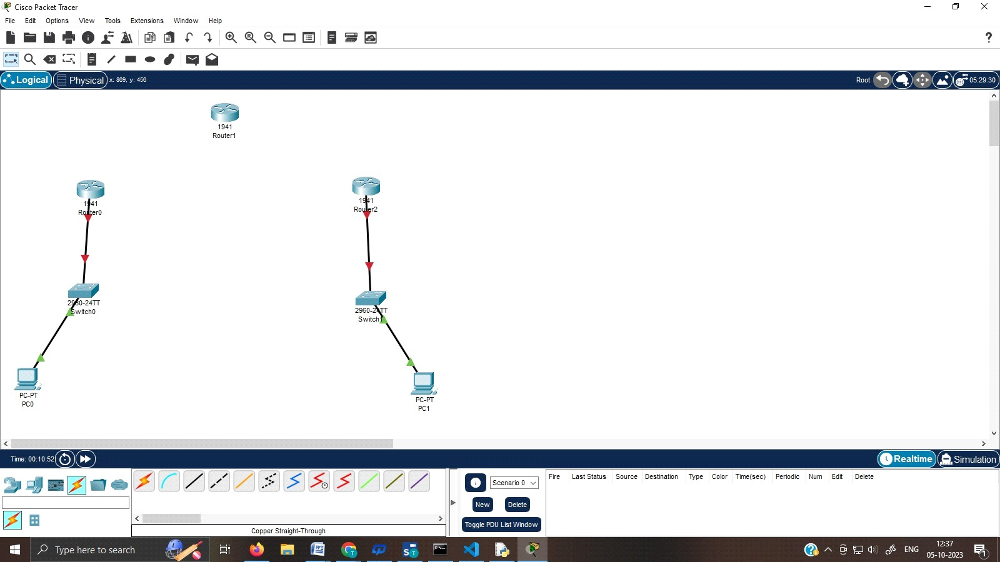 Cisco Packet Tracer
File Edit Options View Tools Extensions Window Help
?
Logical Physical x: 869, y: 456 Root 05:29:30
1941
Router1
1941
Router0
1941
Router2
2960-24TT
Switch0
2960-24TT
Switch1
PC-PT
PC0
PC-PT
PC1
Time: 00:10:52 Realtime Simulation
Scenario 0
New Delete
Toggle PDU List Window
Fire Last Status Source Destination Type Color Time(sec) Periodic Num Edit Delete
Copper Straight-Through
Type here to search
ENG
12:37
05-10-2023
1